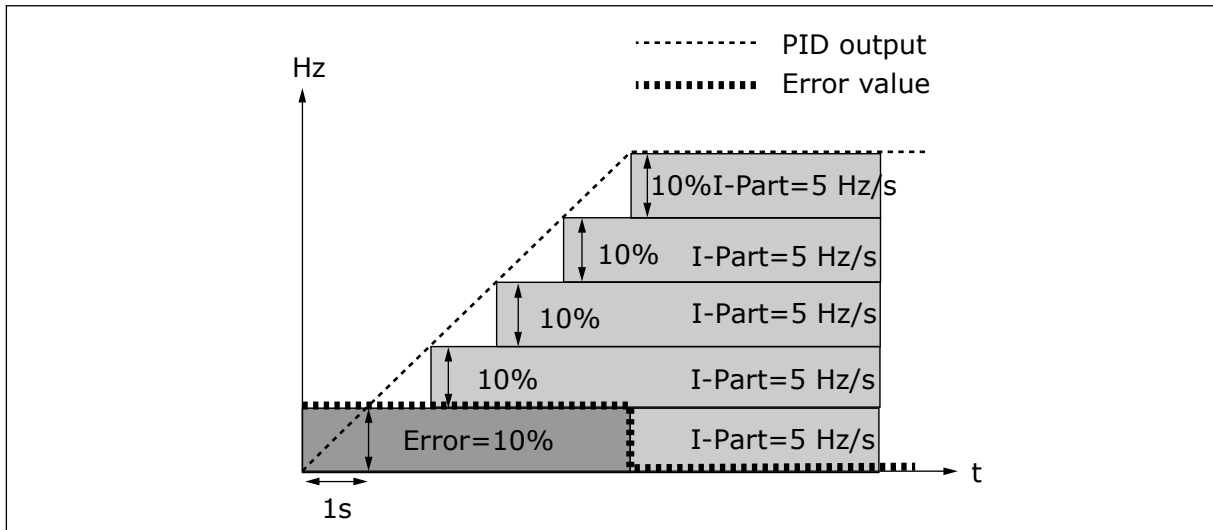 PID output
Hz
Error value
10%I-Part=5 Hz/s
10% I-Part=5 Hz/s
10% I-Part=5 Hz/s
10% I-Part=5 Hz/s
Error=10% I-Part=5 Hz/s
t
1s